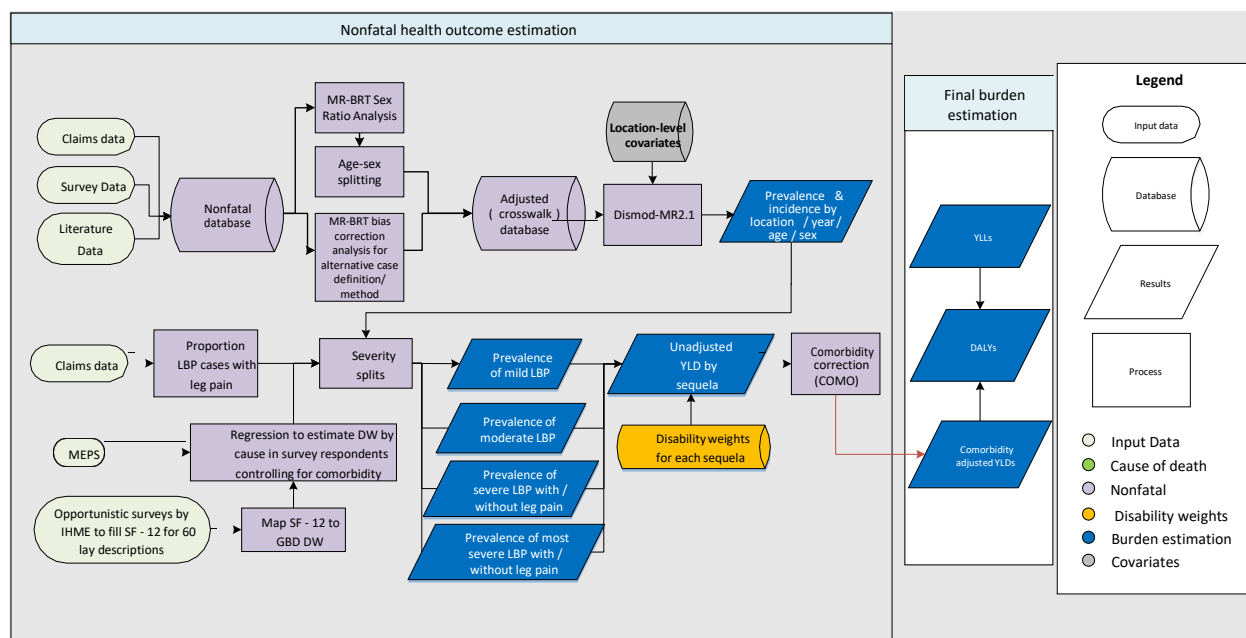 Nonfatal health outcome estimation
Claims data
Survey Data
Literature
Data
Nonfatal
database
MR-BRT Sex
Ratio Analysis
Age-sex
splitting
MR-BRT bias
correction
analysis for
alternative case
definition/
method
Adjusted
( crosswalk )
database
Location-level
covariates
Dismod-MR2.1
Prevalence &
incidence by
location / year/
age / sex
Claims data
Proportion
LBP cases with
leg pain
Severity
splits
Prevalence
of mild LBP
Prevalence of
moderate LBP
Prevalence of
severe LBP with /
without leg pain
Prevalence of most
severe LBP with /
without leg pain
Unadjusted
YLD by
sequela
Disability weights
for each sequela
Comorbidity
correction
(COMO)
MEPS
Regression to estimate DW by
cause in survey respondents
controlling for comorbidity
Opportunistic surveys by
IHME to fill SF - 12 for 60
lay descriptions
Map SF - 12 to
GBD DW
Final burden
estimation
YLLs
DALYs
Comorbidity
adjusted YLDs
Legend
Input data
Database
Results
Process
Input Data
Cause of death
Nonfatal
Disability weights
Burden estimation
Covariates